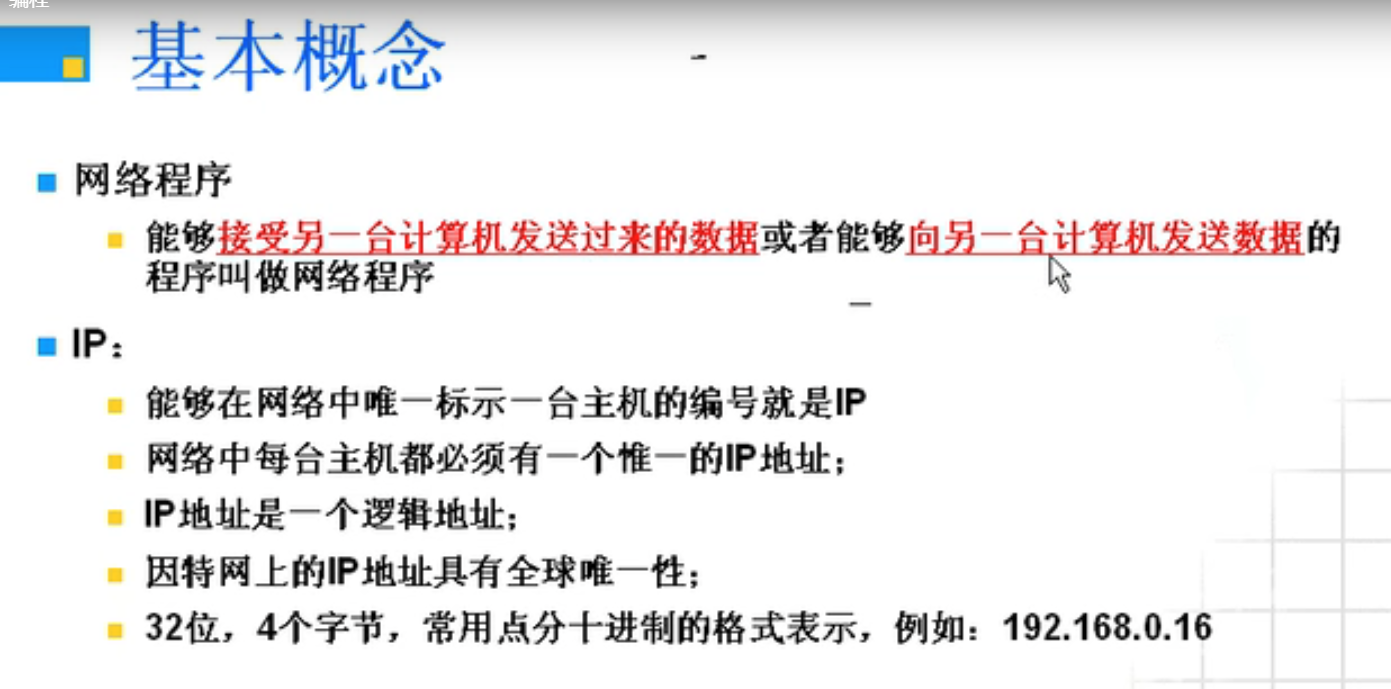 编程
基本概念
网络程序
能够接受另一台计算机发送过来的数据或者能够向另一台计算机发送数据的
程序叫做网络程序
IP：
能够在网络中唯一标示一台主机的编号就是IP
网络中每台主机都必须有一个惟一的IP地址；
IP地址是一个逻辑地址；
因特网上的IP地址具有全球唯一性；
32位，4个字节，常用点分十进制的格式表示，例如：192.168.0.16